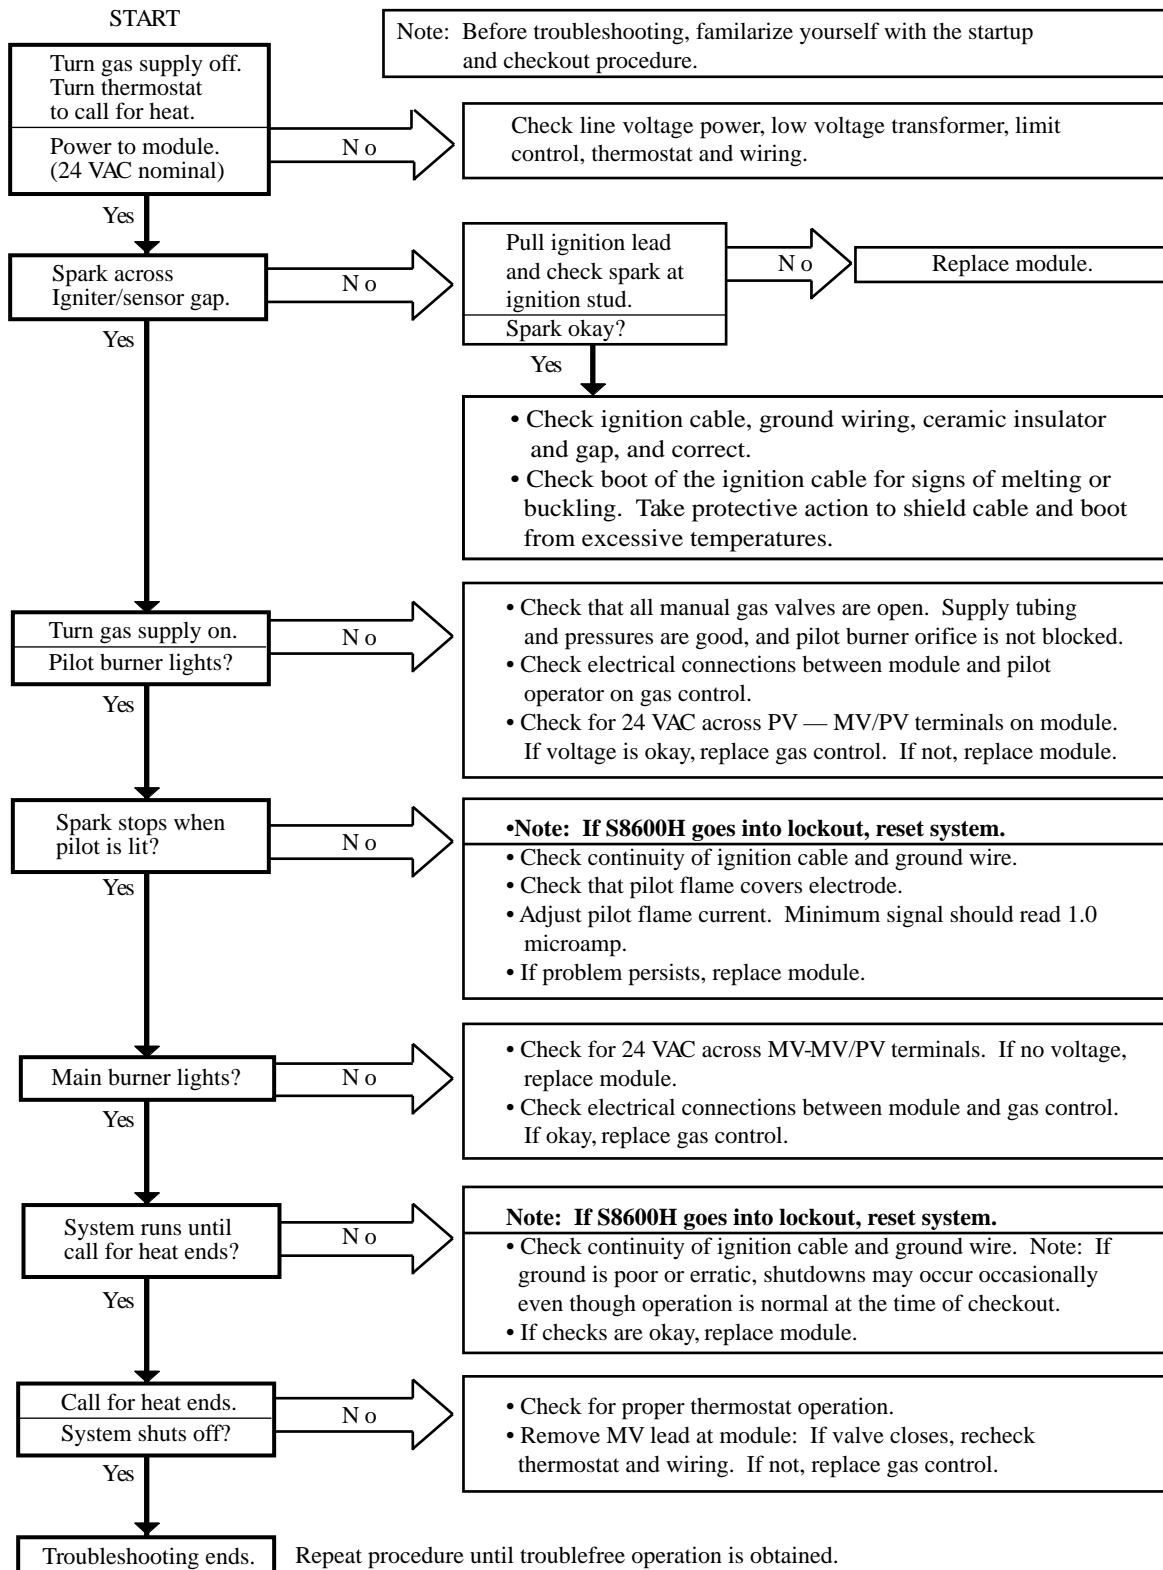 START
Note: Before troubleshooting, familarize yourself with the startup
and checkout procedure.
Turn gas supply off.
Turn thermostat
to call for heat.
Power to module.
(24 VAC nominal)
No
Check line voltage power, low voltage transformer, limit
control, thermostat and wiring.
Yes
Spark across
Igniter/sensor gap.
No
Pull ignition lead
and check spark at
ignition stud.
Spark okay?
No
Replace module.
Yes
Yes
• Check ignition cable, ground wiring, ceramic insulator
and gap, and correct.
• Check boot of the ignition cable for signs of melting or
buckling. Take protective action to shield cable and boot
from excessive temperatures.
Turn gas supply on.
Pilot burner lights?
No
• Check that all manual gas valves are open. Supply tubing
and pressures are good, and pilot burner orifice is not blocked.
• Check electrical connections between module and pilot
operator on gas control.
• Check for 24 VAC across PV — MV/PV terminals on module.
If voltage is okay, replace gas control. If not, replace module.
Yes
Spark stops when
pilot is lit?
No
•Note: If S8600H goes into lockout, reset system.
• Check continuity of ignition cable and ground wire.
• Check that pilot flame covers electrode.
• Adjust pilot flame current. Minimum signal should read 1.0
microamp.
• If problem persists, replace module.
Yes
Main burner lights?
No
• Check for 24 VAC across MV-MV/PV terminals. If no voltage,
replace module.
• Check electrical connections between module and gas control.
If okay, replace gas control.
Yes
System runs until
call for heat ends?
No
Note: If S8600H goes into lockout, reset system.
• Check continuity of ignition cable and ground wire. Note: If
ground is poor or erratic, shutdowns may occur occasionally
even though operation is normal at the time of checkout.
• If checks are okay, replace module.
Yes
Call for heat ends.
System shuts off?
No
• Check for proper thermostat operation.
• Remove MV lead at module: If valve closes, recheck
thermostat and wiring. If not, replace gas control.
Yes
Troubleshooting ends.
Repeat procedure until troublefree operation is obtained.